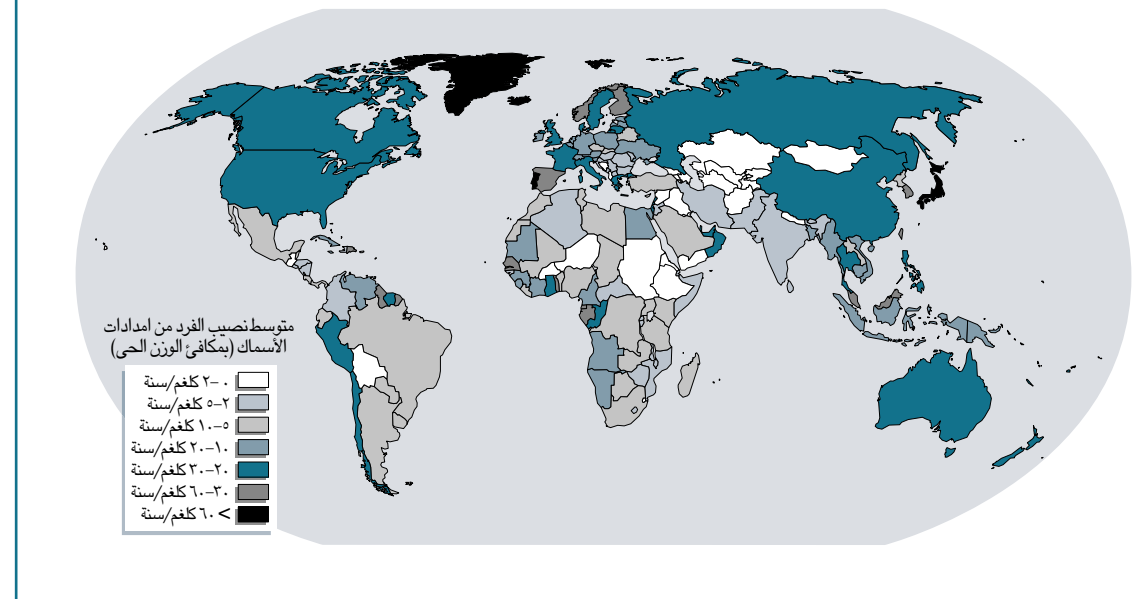 متوسط نصيب الفرد من امدادات
الأسماك (بمكافئ الوزن الحى)
٠-٢ كلغم/سنة
٢-٥ كلغم/سنة
٥-١٠ كلغم/سنة
١٠-٢٠ كلغم/سنة
٢٠-٣٠ كلغم/سنة
٣٠-٦٠ كلغم/سنة
> ٦٠ كلغم/سنة